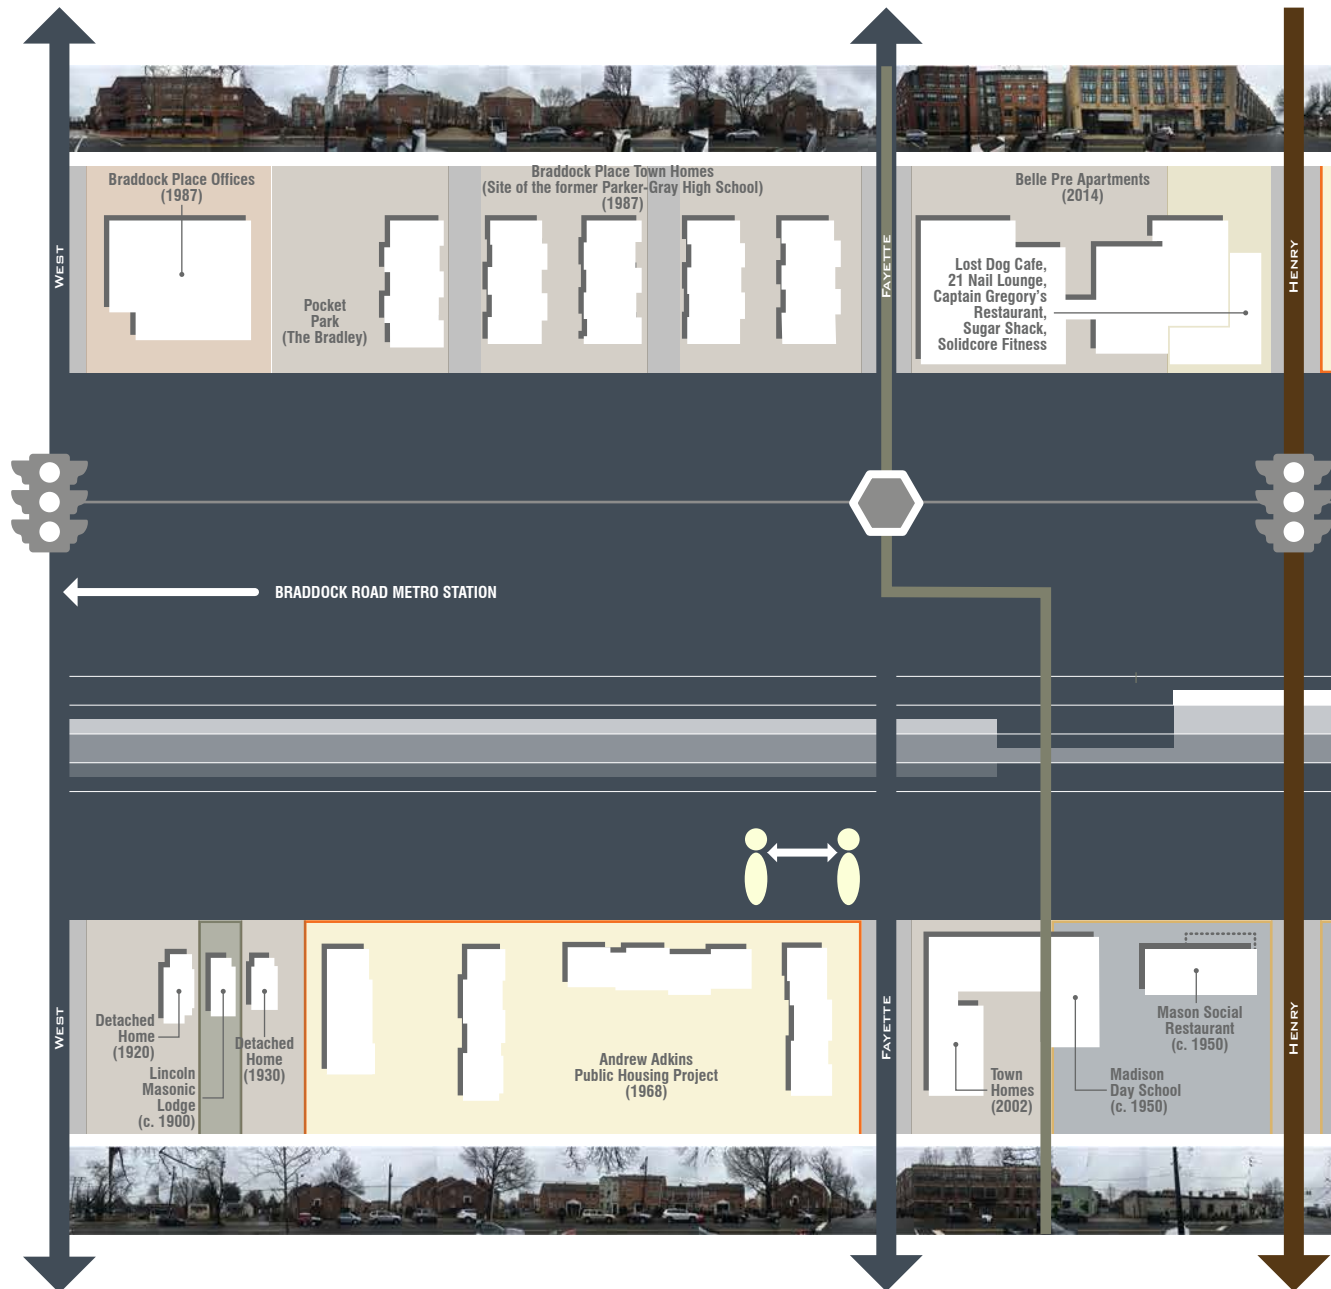 Braddock Place Offices
(1987)
Braddock Place Town Homes
(Site of the former Parker-Gray High School)
(1987)
Belle Pre Apartments
(2014)
WEST
FAYETTE
HENRY
Pocket
Park
(The Bradley)
Lost Dog Cafe,
21 Nail Lounge,
Captain Gregory's
Restaurant,
Sugar Shack,
Solidcore Fitness
BRADDOCK ROAD METRO STATION
WEST
Detached
Home
(1920)
Lincoln
Masonic
Lodge
(c. 1900)
Detached
Home
(1930)
Andrew Adkins
Public Housing Project
(1968)
FAYETTE
Town
Homes
(2002)
Madison
Day School
(c. 1950)
Mason Social
Restaurant
(c. 1950)
HENRY